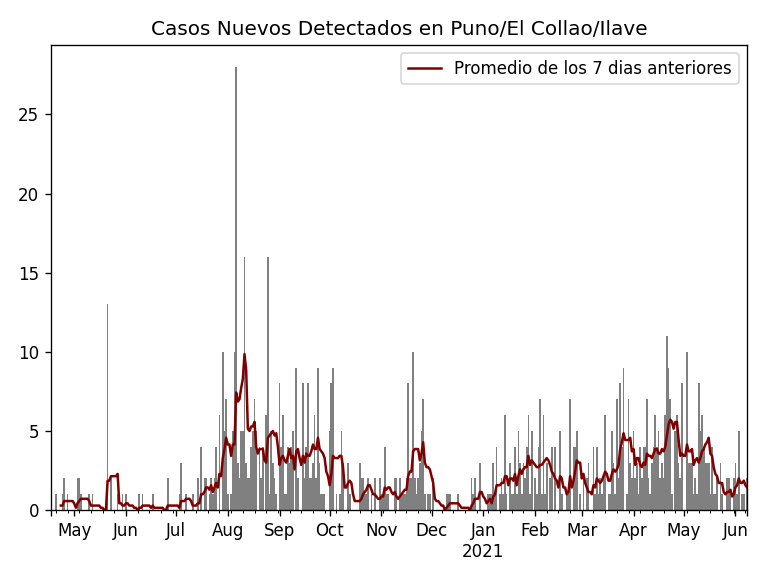 Casos Nuevos Detectados en Puno/El Collao/Ilave
Promedio de los 7 dias anteriores
25
20
15
10
5
0
May Jun Jul Aug Sep Oct Nov Dec Jan Feb Mar Apr May Jun
2021